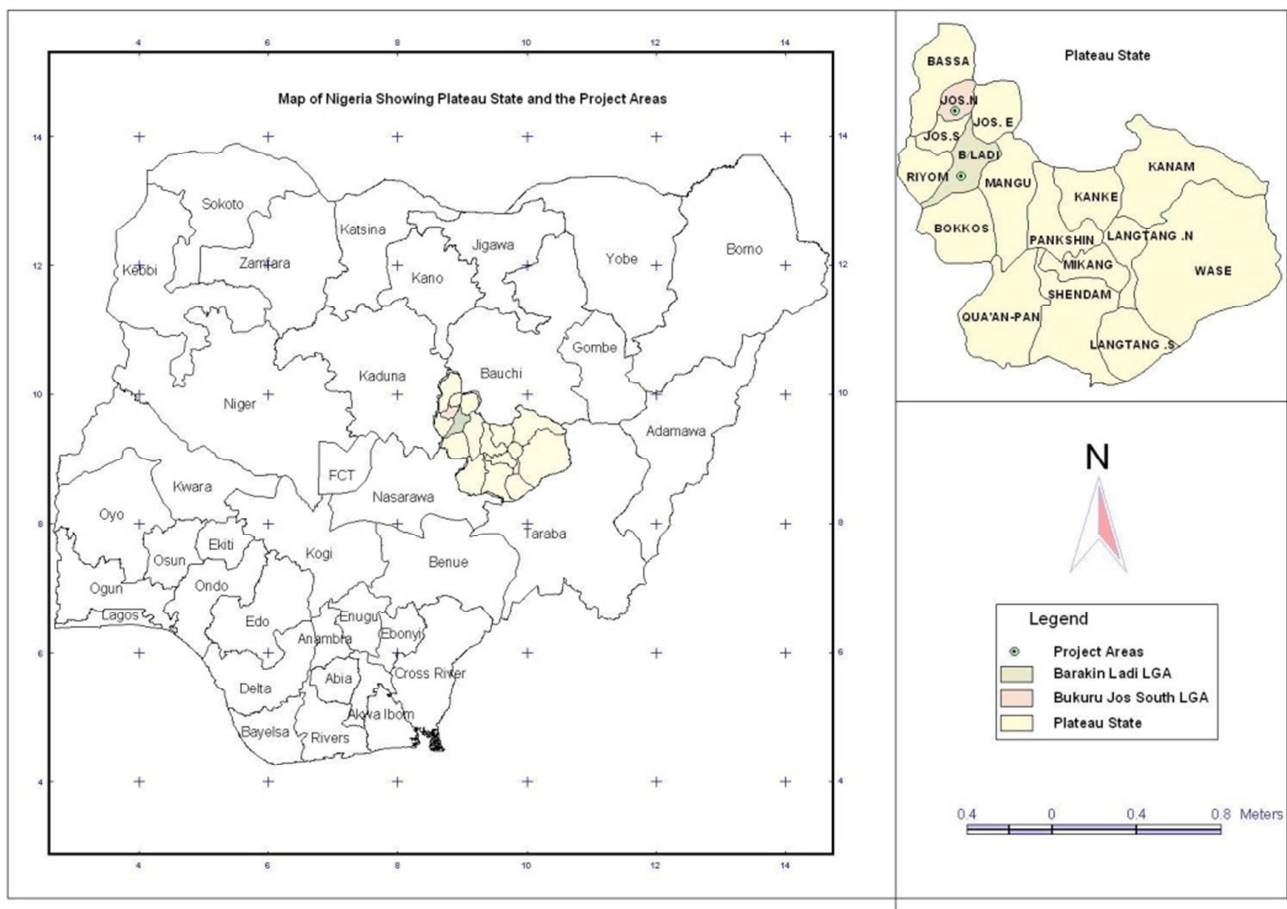 4 6 8 10 12 14
Map of Nigeria Showing Plateau State and the Project Areas
14 14
Sokoto
Katsina
Jigawa
Yobe
Borno
Kebbi
Zamfara
12 12
Kano
Gombe
Kaduna
Bauchi
Niger
10 10
Adamawa
FCT
Kwara
Nasarawa
Oyo
8 8
Taraba
Ekiti
Kogi
Osun
Benue
Ogun
Ondo
Lagos
Edo
Enugu
Anambra
Ebonyi
6 6
Cross River
Abia
Delta
Akwa Ibom
Bayelsa
Rivers
4 4
4 6 8 10 12 14
Plateau State
BASSA
JOS.N
JOS. E
JOS.S
B/LADI
KANAM
RIYOM
MANGU
KANKE
BOKKOS
PANKSHIN
LANGTANG .N
MIKANG
WASE
SHENDAM
QUA'AN-PAN
LANGTANG .S
N
Legend
Project Areas
Barakin Ladi LGA
Bukuru Jos South LGA
Plateau State
0.4 0 0.4 0.8 Meters